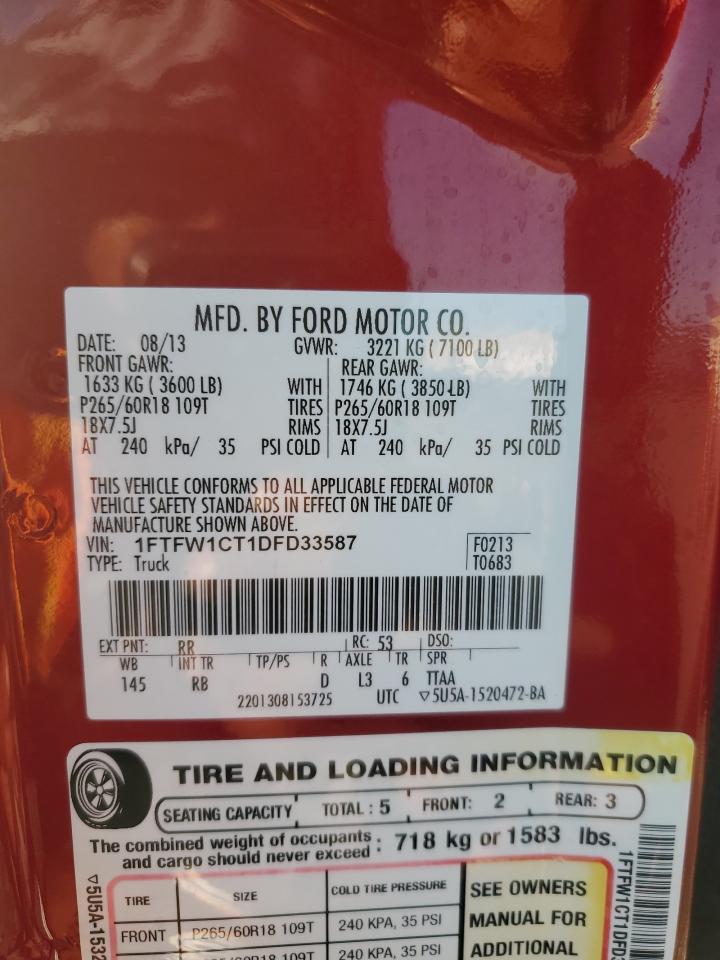 MFD. BY FORD MOTOR CO.
DATE: 08/13 GVWR: 3221 KG ( 7100 LB)
FRONT GAWR: REAR GAWR:
1633 KG ( 3600 LB) WITH 1746 KG ( 3850 LB) WITH
P265/60R18 109T TIRES P265/60R18 109T TIRES
18X7.5J RIMS 18X7.5J RIMS
AT 240 kPa/ 35 PSI COLD AT 240 kPa/ 35 PSI COLD
THIS VEHICLE CONFORMS TO ALL APPLICABLE FEDERAL MOTOR
VEHICLE SAFETY STANDARDS IN EFFECT ON THE DATE OF
MANUFACTURE SHOWN ABOVE.
VIN: 1FTFW1CT1DFD33587 F0213
TYPE: Truck T0683
EXT PNT: RR RC: 53 DSO:
WB INT TR TP/PS R AXLE TR SPR
145 RB D L3 6 TTAA
2201308153725 UTC ▽5U5A-1520472-BA
TIRE AND LOADING INFORMATION
SEATING CAPACITY TOTAL : 5 FRONT: 2 REAR: 3
The combined weight of occupants and cargo should never exceed : 718 kg or 1583 lbs.
TIRE SIZE COLD TIRE PRESSURE SEE OWNERS
FRONT P265/60R18 109T 240 KPA, 35 PSI MANUAL FOR
109T 240 KPA, 35 PSI ADDITIONAL
▽5U5A-1532
1FTFW1CT1DFD3